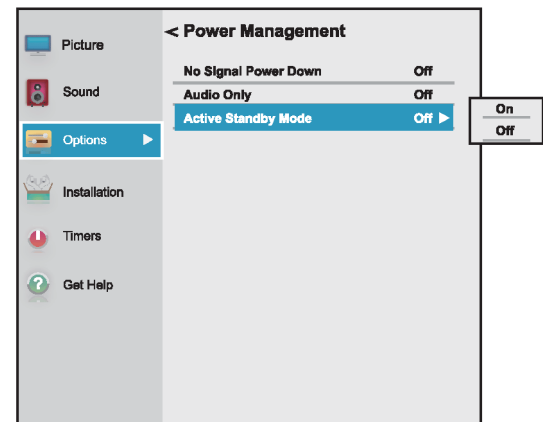 < Power Management
Picture
Sound
Options
Installation
Timers
Get Help
No Signal Power Down Off
Audio Only Off
Active Standby Mode Off
On
Off